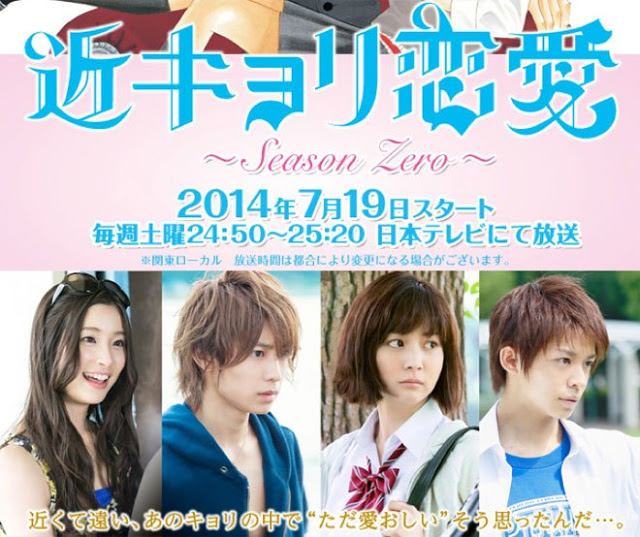 近キョリ恋愛
～Season Zero～
2014年7月19日スタート
毎週土曜24:50～25:20 日本テレビにて放送
※関東ローカル　放送時間は都合により変更になる場合がございます。
近くて遠い、あのキョリの中で“ただ愛おしい”そう思ったんだ…。